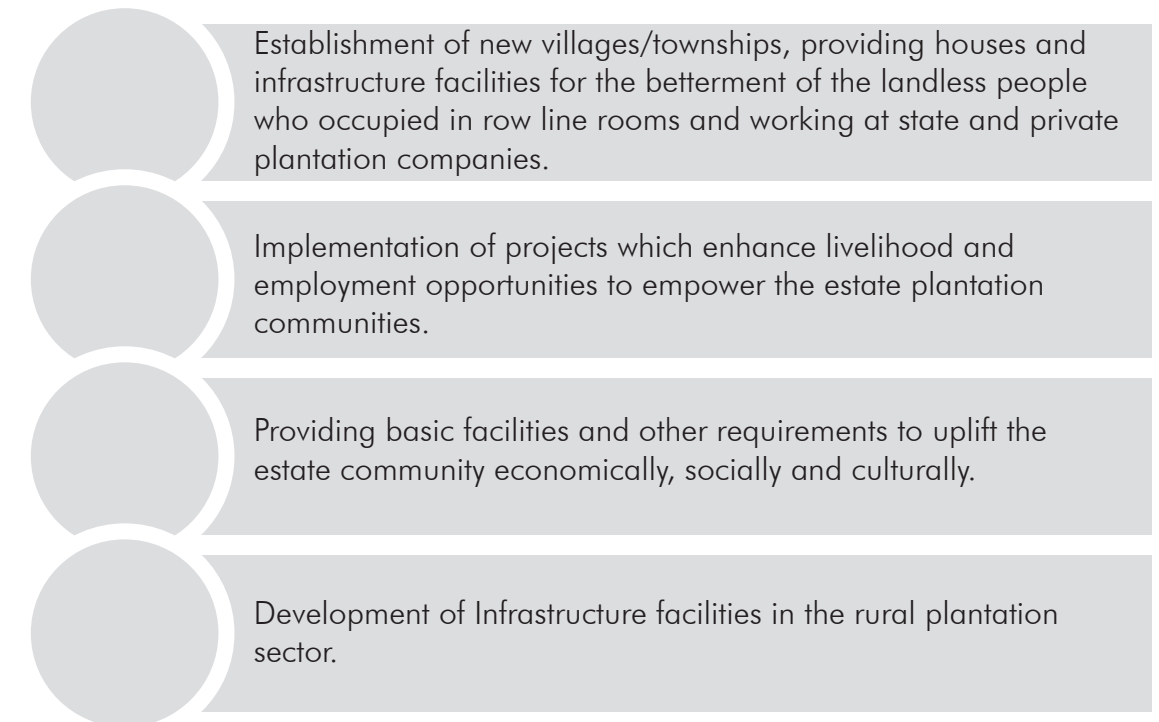 Establishment of new villages/townships, providing houses and
infrastructure facilities for the betterment of the landless people
who occupied in row line rooms and working at state and private
plantation companies.
Implementation of projects which enhance livelihood and
employment opportunities to empower the estate plantation
communities.
Providing basic facilities and other requirements to uplift the
estate community economically, socially and culturally.
Development of Infrastructure facilities in the rural plantation
sector.